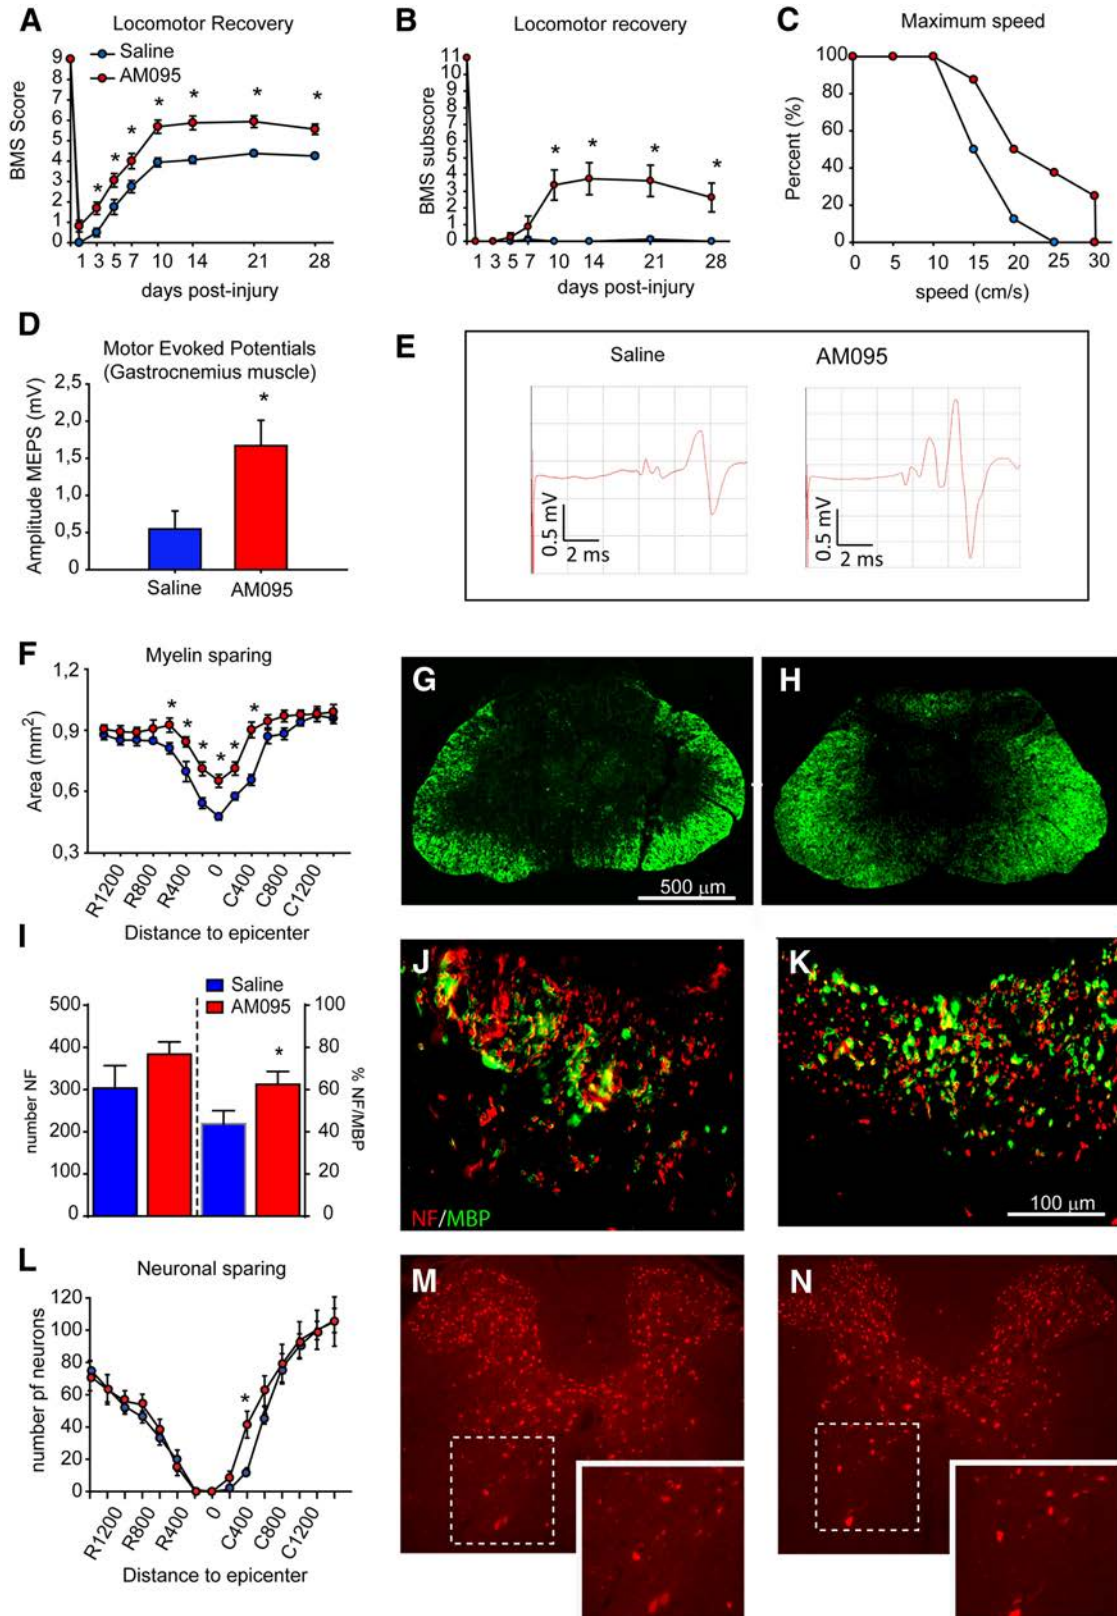 A
Locomotor Recovery
Saline
AM095
BMS Score
9
8
7
6
5
4
3
2
1
0
1 3 5 7 10 14 21 28
days post-injury
* * * * * * * *
B
Locomotor recovery
BMS subscore
11
10
9
8
7
6
5
4
3
2
1
0
1 3 5 7 10 14 21 28
days post-injury
* * * *
C
Maximum speed
Percent (%)
100
80
60
40
20
0
0 5 10 15 20 25 30
speed (cm/s)
D
Motor Evoked Potentials
(Gastrocnemius muscle)
Amplitude MEPS (mV)
2,5
2,0
1,5
1,0
0,5
0
*
Saline AM095
E
Saline AM095
0.5 mV
2 ms
0.5 mV
2 ms
F
Myelin sparing
Area (mm2)
1,2
0.9
0.6
0,3
* * * * * *
R1200 R800 R400 0 C400 C800 C1200
Distance to epicenter
G
500 μm
H
I
Saline
AM095
number NF
500
400
300
200
100
0
*
100
80
60
40
20
0
% NF/MBP
J
NF/MBP
K
100 μm
L
Neuronal sparing
number pf neurons
120
100
80
60
40
20
0
*
R1200 R800 R400 0 C400 C800 C1200
Distance to epicenter
M
N